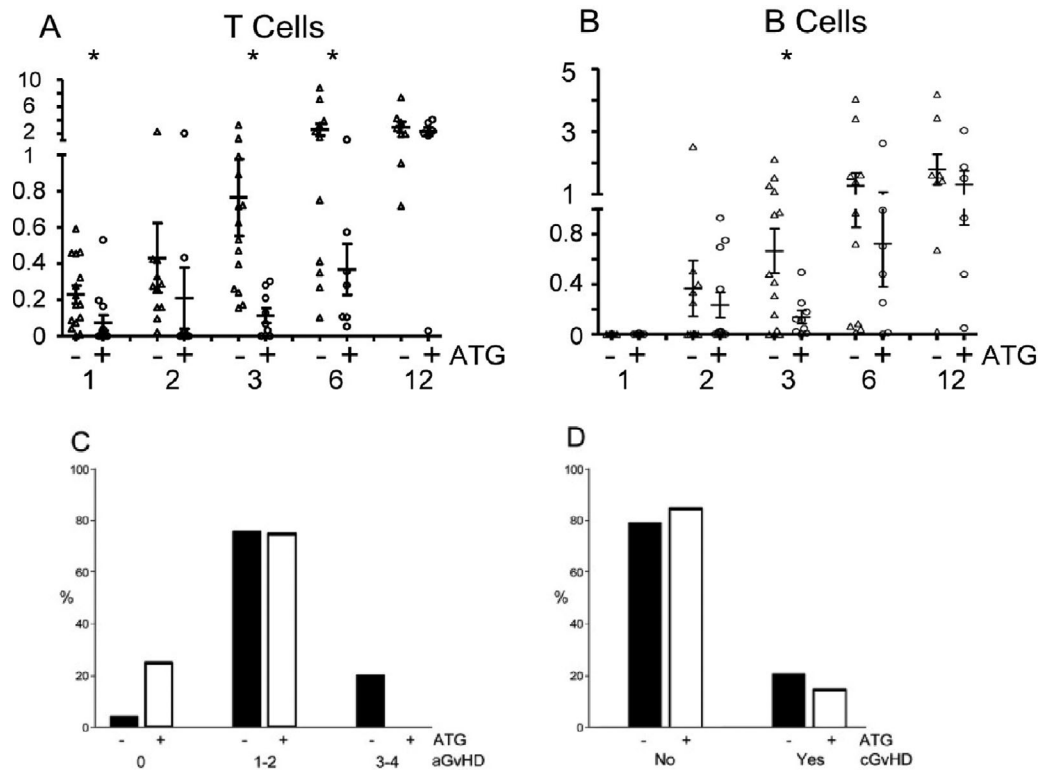 A T Cells
* * *
10
6
2
1
0.8
0.6
0.4
0.2
0
- + - + - + - + - + ATG
1 2 3 6 12
B B Cells
*
5
3
1
0.8
0.4
0
- + - + - + - + - + ATG
1 2 3 6 12
C
100
80
60
%
40
20
0
- + - + - + ATG
0 1-2 3-4 aGvHD
D
100
80
60
%
40
20
0
- + - + ATG
No Yes cGvHD